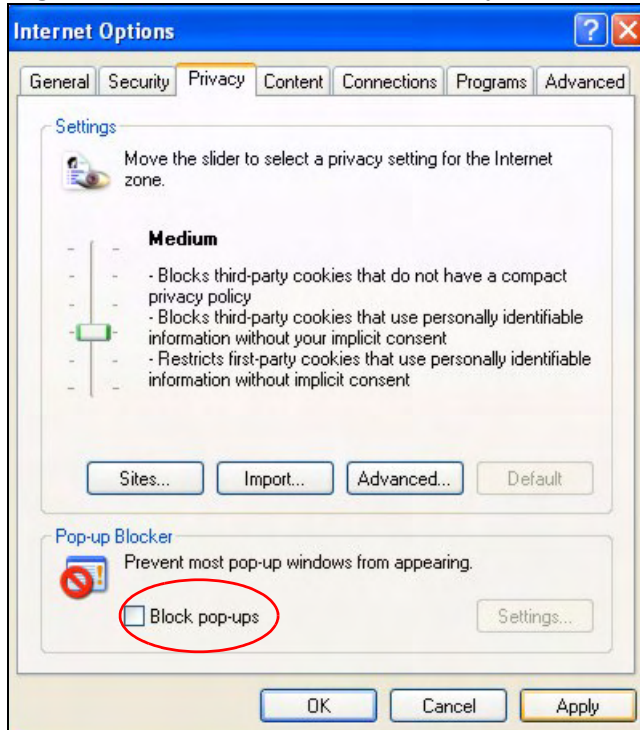 Internet Options
General Security Privacy Content Connections Programs Advanced
Settings
Move the slider to select a privacy setting for the Internet
zone.
Medium
- Blocks third-party cookies that do not have a compact
privacy policy
- Blocks third-party cookies that use personally identifiable
information without your implicit consent
- Restricts first-party cookies that use personally identifiable
information without implicit consent
Sites... Import... Advanced... Default
Pop-up Blocker
Prevent most pop-up windows from appearing.
Block pop-ups Settings...
OK Cancel Apply